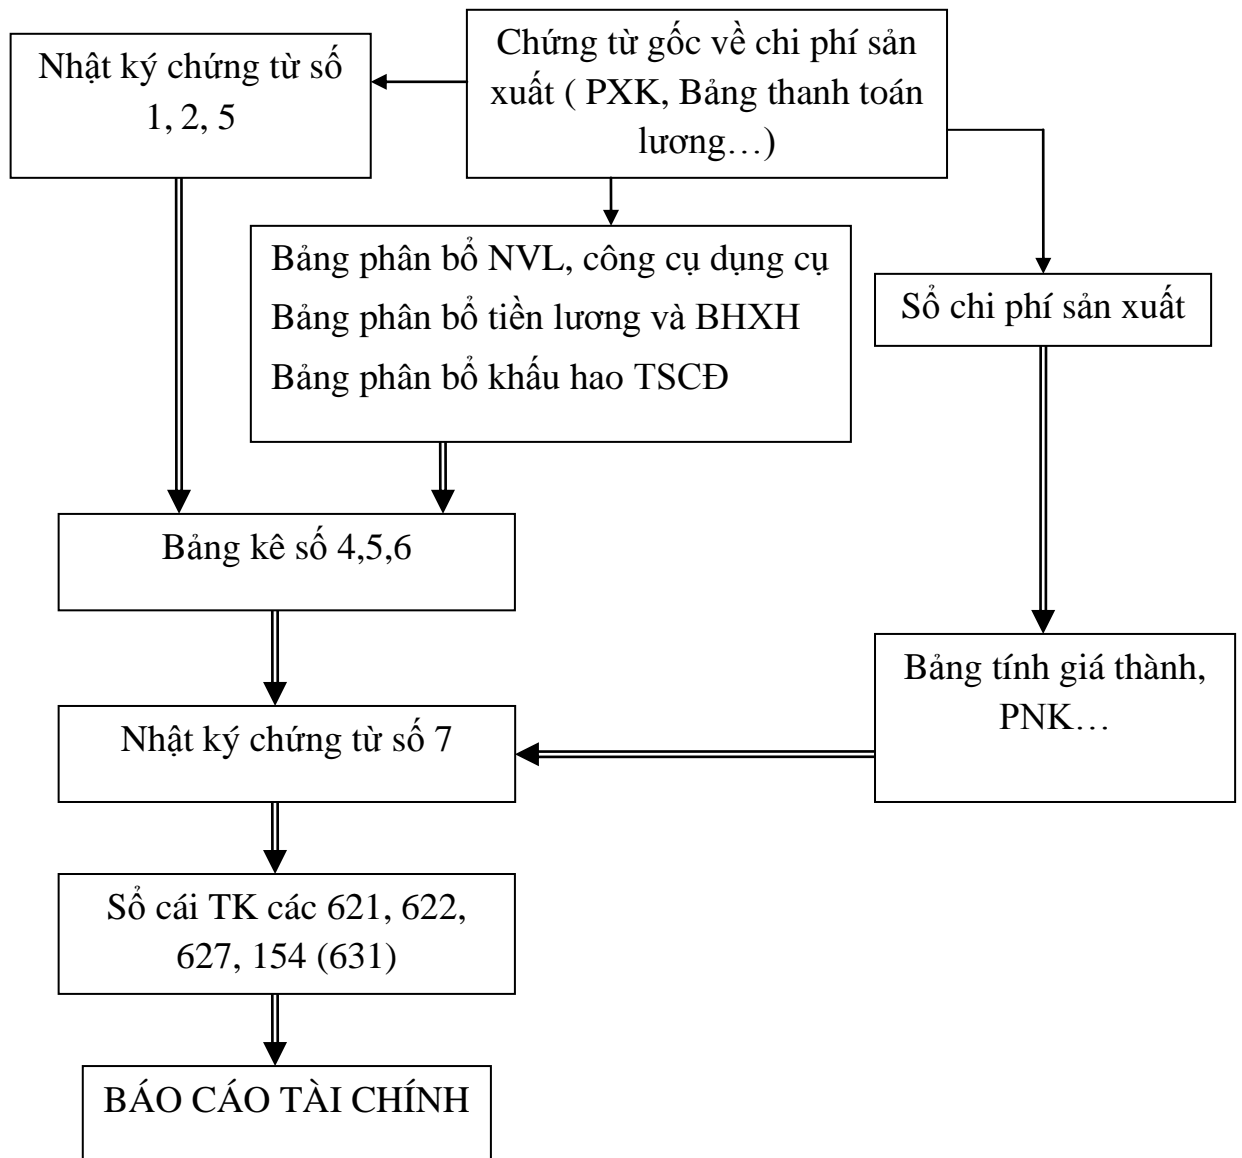 Nhật ký chứng từ số
1, 2, 5
Chứng từ gốc về chi phí sản
xuất ( PXK, Bảng thanh toán
lương…)
Bảng phân bổ NVL, công cụ dụng cụ
Bảng phân bổ tiền lương và BHXH
Bảng phân bổ khấu hao TSCĐ
Sổ chi phí sản xuất
Bảng kê số 4,5,6
Bảng tính giá thành,
PNK…
Nhật ký chứng từ số 7
Sổ cái TK các 621, 622,
627, 154 (631)
BÁO CÁO TÀI CHÍNH